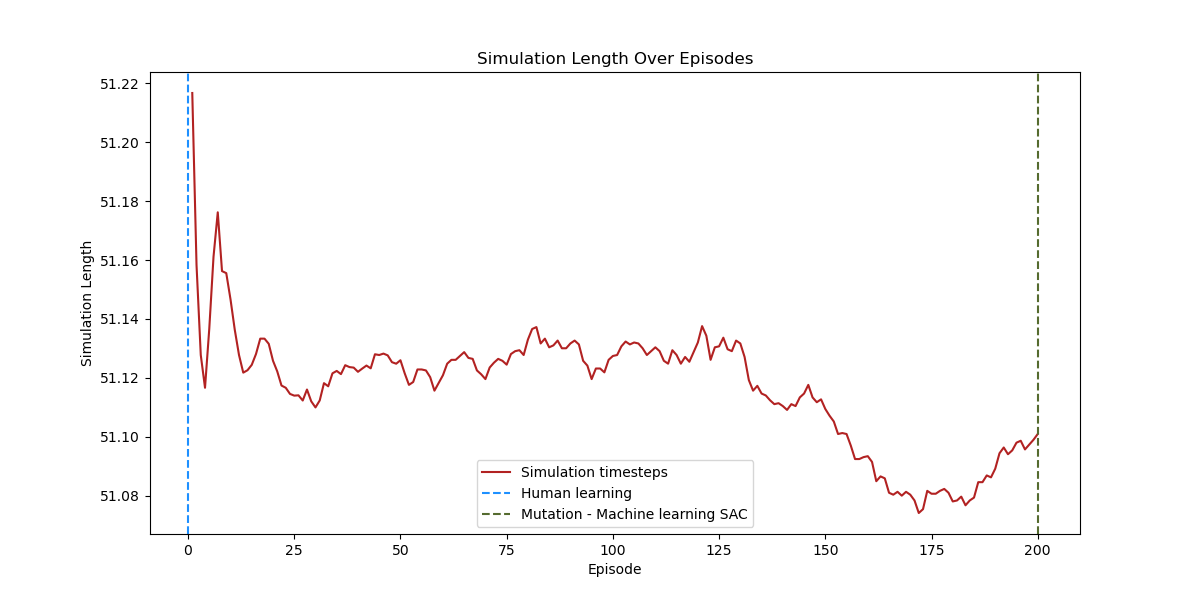 Simulation Length Over Episodes
51.22
51.20
51.18
51.16
51.14
51.12
51.10
51.08
Simulation Length
Simulation timesteps
Human learning
Mutation - Machine learning SAC
0 25 50 75 100 125 150 175 200
Episode